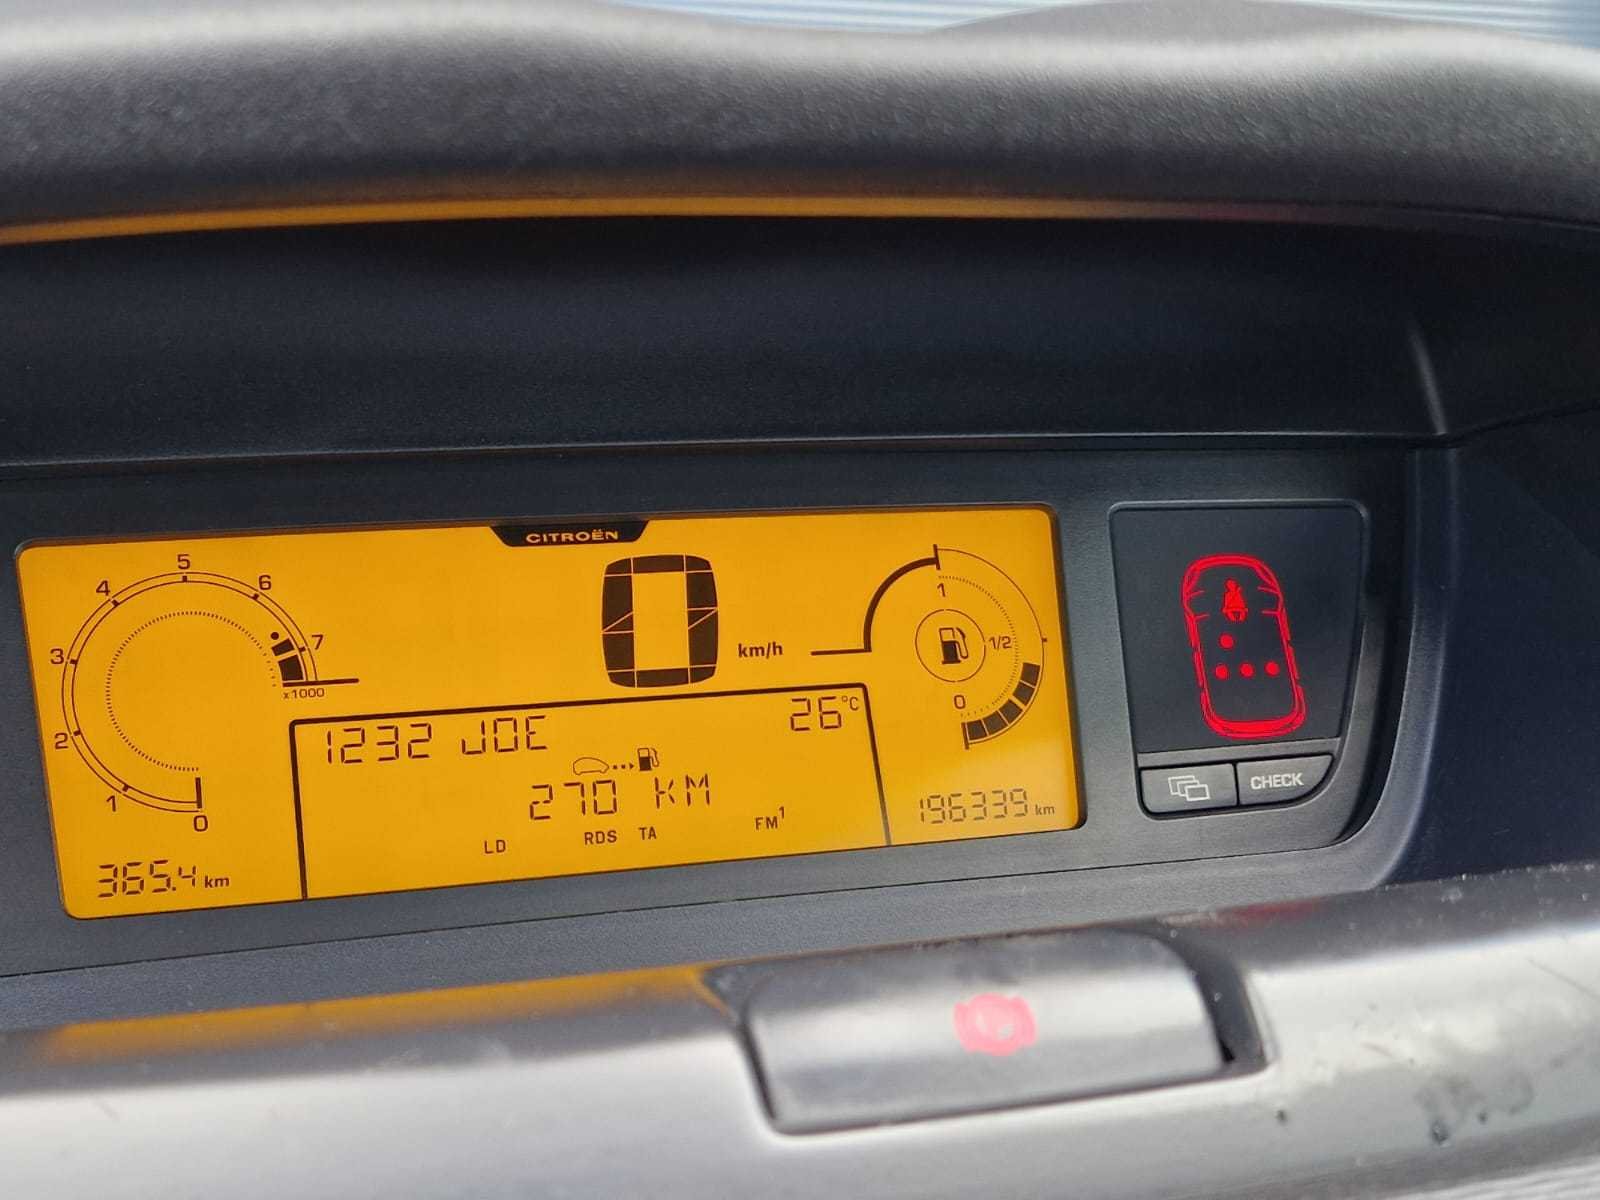 CITROËN
0 km/h
0
1
2
3
4
5
6
7
x1000
1
1/2
0
1232 JOE
26°C
270 KM
LD
RDS
TA
FM1
365.4 km
196339 km
CHECK